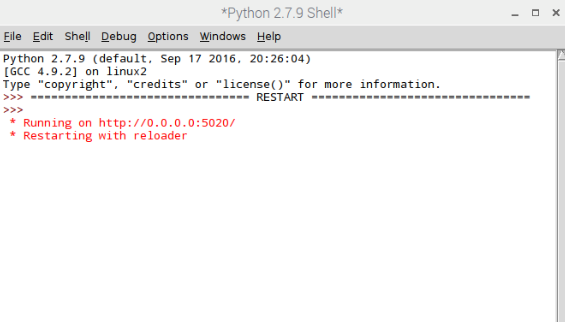 *Python 2.7.9 Shell*
File Edit Shell Debug Options Windows Help
Python 2.7.9 (default, Sep 17 2016, 20:26:04)
[GCC 4.9.2] on linux2
Type "copyright", "credits" or "license()" for more information.
>>> ================================ RESTART ================================
>>>
 * Running on http://0.0.0.0:5020/
 * Restarting with reloader